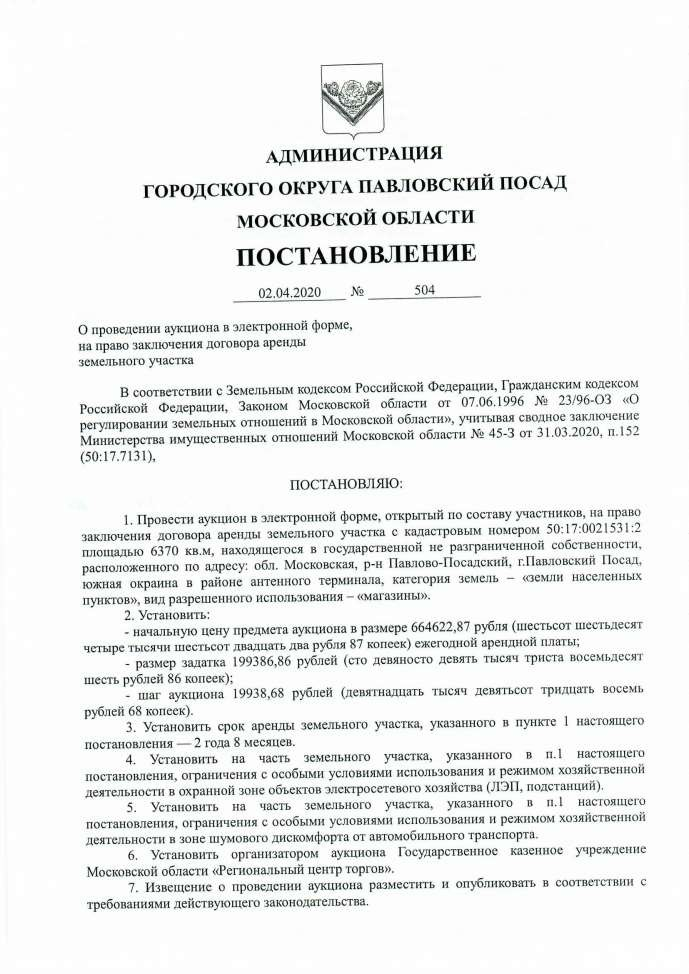 АДМИНИСТРАЦИЯ
ГОРОДСКОГО ОКРУГА ПАВЛОВСКИЙ ПОСАД
МОСКОВСКОЙ ОБЛАСТИ
ПОСТАНОВЛЕНИЕ
02.04.2020 № 504
О проведении аукциона в электронной форме,
на право заключения договора аренды
земельного участка
В соответствии с Земельным кодексом Российской Федерации, Гражданским кодексом
Российской Федерации, Законом Московской области от 07.06.1996 № 23/96-ОЗ «О
регулировании земельных отношений в Московской области», учитывая сводное заключение
Министерства имущественных отношений Московской области № 45-З от 31.03.2020, п.152
(50:17.7131),
ПОСТАНОВЛЯЮ:
1. Провести аукцион в электронной форме, открытый по составу участников, на право
заключения договора аренды земельного участка с кадастровым номером 50:17:0021531:2
площадью 6370 кв.м, находящегося в государственной не разграниченной собственности,
расположенного по адресу: обл. Московская, р-н Павлово-Посадский, г.Павловский Посад,
южная окраина в районе антенного терминала, категория земель – «земли населенных
пунктов», вид разрешенного использования – «магазины».
2. Установить:
- начальную цену предмета аукциона в размере 664622,87 рубля (шестьсот шестьдесят
четыре тысячи шестьсот двадцать два рубля 87 копеек) ежегодной арендной платы;
- размер задатка 199386,86 рублей (сто девяносто девять тысяч триста восемьдесят
шесть рублей 86 копеек);
- шаг аукциона 19938,68 рублей (девятнадцать тысяч девятьсот тридцать восемь
рублей 68 копеек).
3. Установить срок аренды земельного участка, указанного в пункте 1 настоящего
постановления — 2 года 8 месяцев.
4. Установить на часть земельного участка, указанного в п.1 настоящего
постановления, ограничения с особыми условиями использования и режимом хозяйственной
деятельности в охранной зоне объектов электросетевого хозяйства (ЛЭП, подстанций).
5. Установить на часть земельного участка, указанного в п.1 настоящего
постановления, ограничения с особыми условиями использования и режимом хозяйственной
деятельности в зоне шумового дискомфорта от автомобильного транспорта.
6. Установить организатором аукциона Государственное казенное учреждение
Московской области «Региональный центр торгов».
7. Извещение о проведении аукциона разместить и опубликовать в соответствии с
требованиями действующего законодательства.